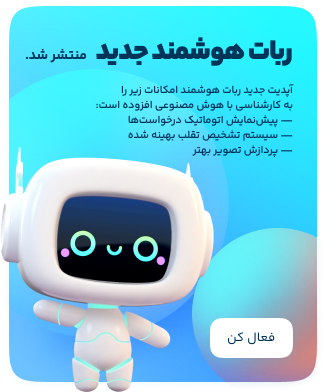 ربات هوشمند جدید منتشر شد.
آپدیت جدید ربات هوشمند امکانات زیر را
به کارشناسی با هوش مصنوعی افزوده است:
— پیش‌نمایش اتوماتیک درخواست‌ها
— سیستم تشخیص تقلب بهینه شده
— پردازش تصویر بهتر
فعال کن